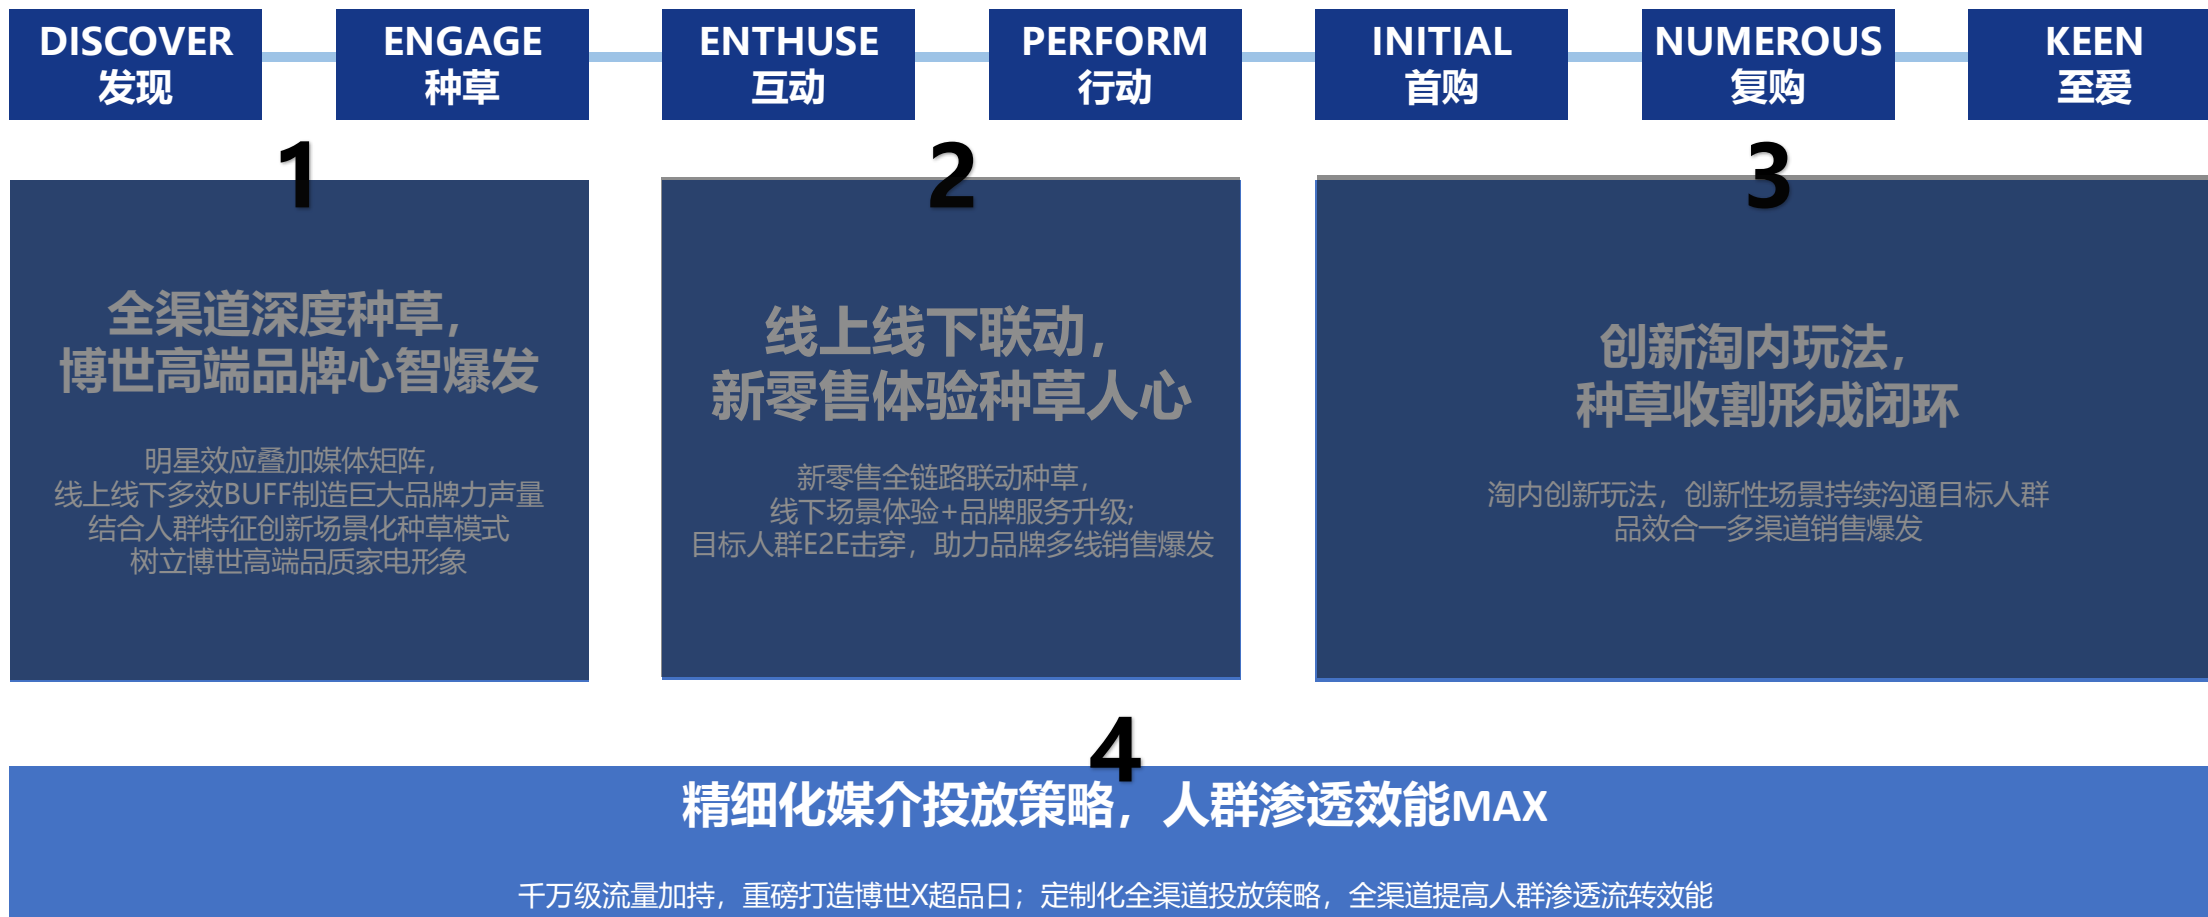 DISCOVER
发现
ENGAGE
种草
ENTHUSE
互动
PERFORM
行动
INITIAL
首购
NUMEROUS
复购
KEEN
至爱
1
全渠道深度种草，
博世高端品牌心智爆发
明星效应叠加媒体矩阵，
线上线下多效BUFF制造巨大品牌力声量
结合人群特征创新场景化种草模式
树立博世高端品质家电形象
2
线上线下联动，
新零售体验种草人心
新零售全链路联动种草，
线下场景体验+品牌服务升级；
目标人群E2E击穿，助力品牌多线销售爆发
3
创新淘内玩法，
种草收割形成闭环
淘内创新玩法，创新性场景持续沟通目标人群
品效合一多渠道销售爆发
4
精细化媒介投放策略，人群渗透效能MAX
千万级流量加持，重磅打造博世X超品日；定制化全渠道投放策略，全渠道提高人群渗透流转效能